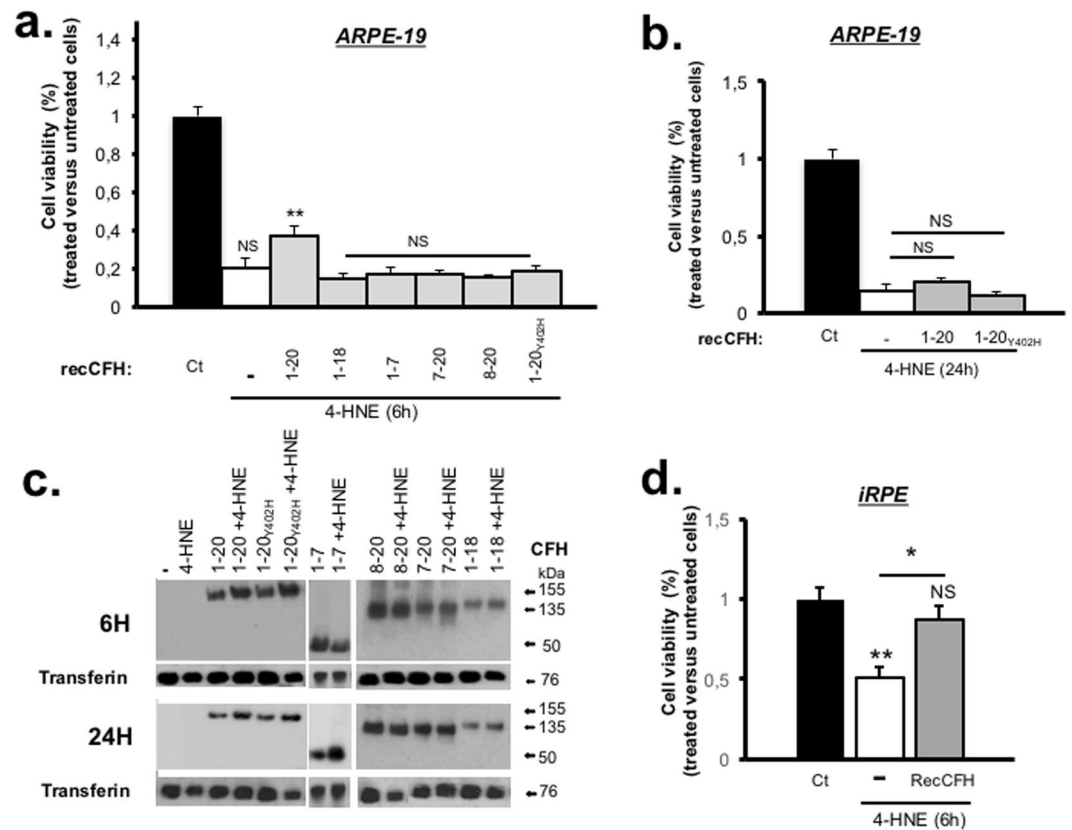 a.
ARPE-19
Cell viability (%)
(treated versus untreated cells)
1,4
1,2
1
0,8
0,6
0,4
0,2
0
NS
**
NS
recCFH:
Ct
-
1-20
1-18
1-7
7-20
8-20
1-20Y402H
4-HNE (6h)
b.
ARPE-19
Cell viability (%)
(treated versus untreated cells)
1,5
1
0,5
0
NS
NS
recCFH:
Ct
-
1-20
1-20Y402H
4-HNE (24h)
c.
-
4-HNE
1-20
1-20 +4-HNE
1-20Y402H
1-20Y402H +4-HNE
1-7
1-7 +4-HNE
8-20
8-20 +4-HNE
7-20
7-20 +4-HNE
1-18
1-18 +4-HNE
CFH
kDa
6H
155
135
50
Transferin
76
24H
155
135
50
Transferin
76
d.
iRPE
Cell viability (%)
(treated versus untreated cells)
1,5
1
0,5
0
*
NS
**
Ct
-
RecCFH
4-HNE (6h)